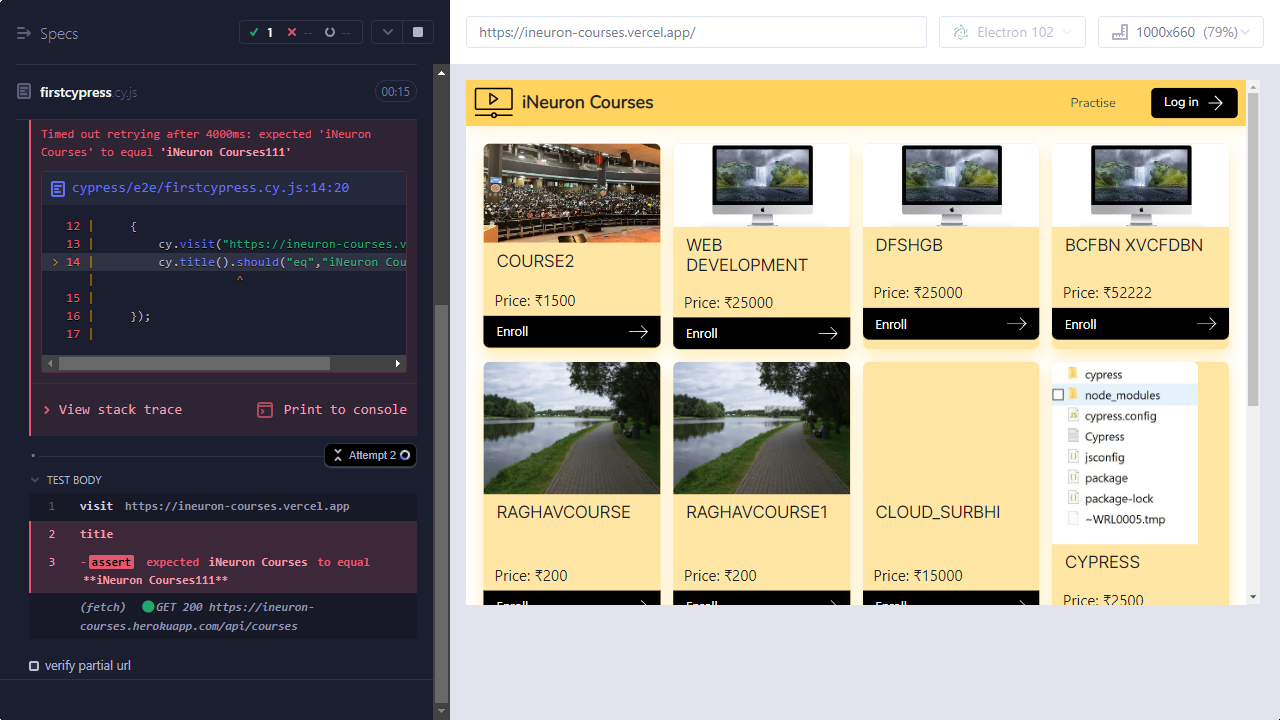 Specs
1
--
--
firstcypress.cy.js
00:15
Timed out retrying after 4000ms: expected 'iNeuron
Courses' to equal 'iNeuron Courses111'
cypress/e2e/firstcypress.cy.js:14:20
12 | {
13 | cy.visit("https://ineuron-courses.v
> 14 | cy.title().should("eq","iNeuron Cou
| ^
15 |
16 | });
17 |
View stack trace
Print to console
Attempt 2
TEST BODY
1 visit https://ineuron-courses.vercel.app
2 title
3 -assert expected iNeuron Courses to equal
**iNeuron Courses111**
(fetch) GET 200 https://ineuron-
courses.herokuapp.com/api/courses
verify partial url
https://ineuron-courses.vercel.app/
Electron 102
1000x660 (79%)
iNeuron Courses
Practise
Log in
COURSE2
Price: ₹1500
Enroll
WEB
DEVELOPMENT
Price: ₹25000
Enroll
DFSHGB
Price: ₹25000
Enroll
BCFBN XVCFDBN
Price: ₹52222
Enroll
RAGHAVCOURSE
Price: ₹200
Enroll
RAGHAVCOURSE1
Price: ₹200
Enroll
CLOUD_SURBHI
Price: ₹15000
Enroll
cypress
node_modules
cypress.config
Cypress
jsconfig
package
package-lock
~WRL0005.tmp
CYPRESS
Price: ₹2500